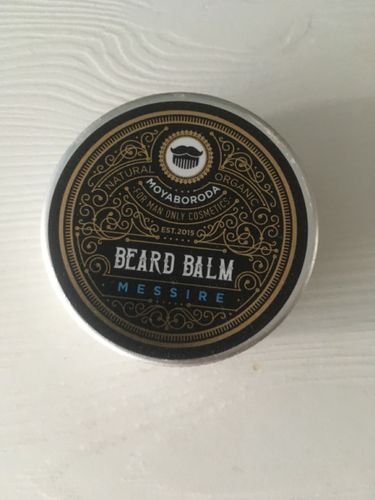 NATURAL ORGANIC
MOYABORODA
-FOR MAN ONLY COSMETICS-
EST.2015
BEARD BALM
MESSIRE